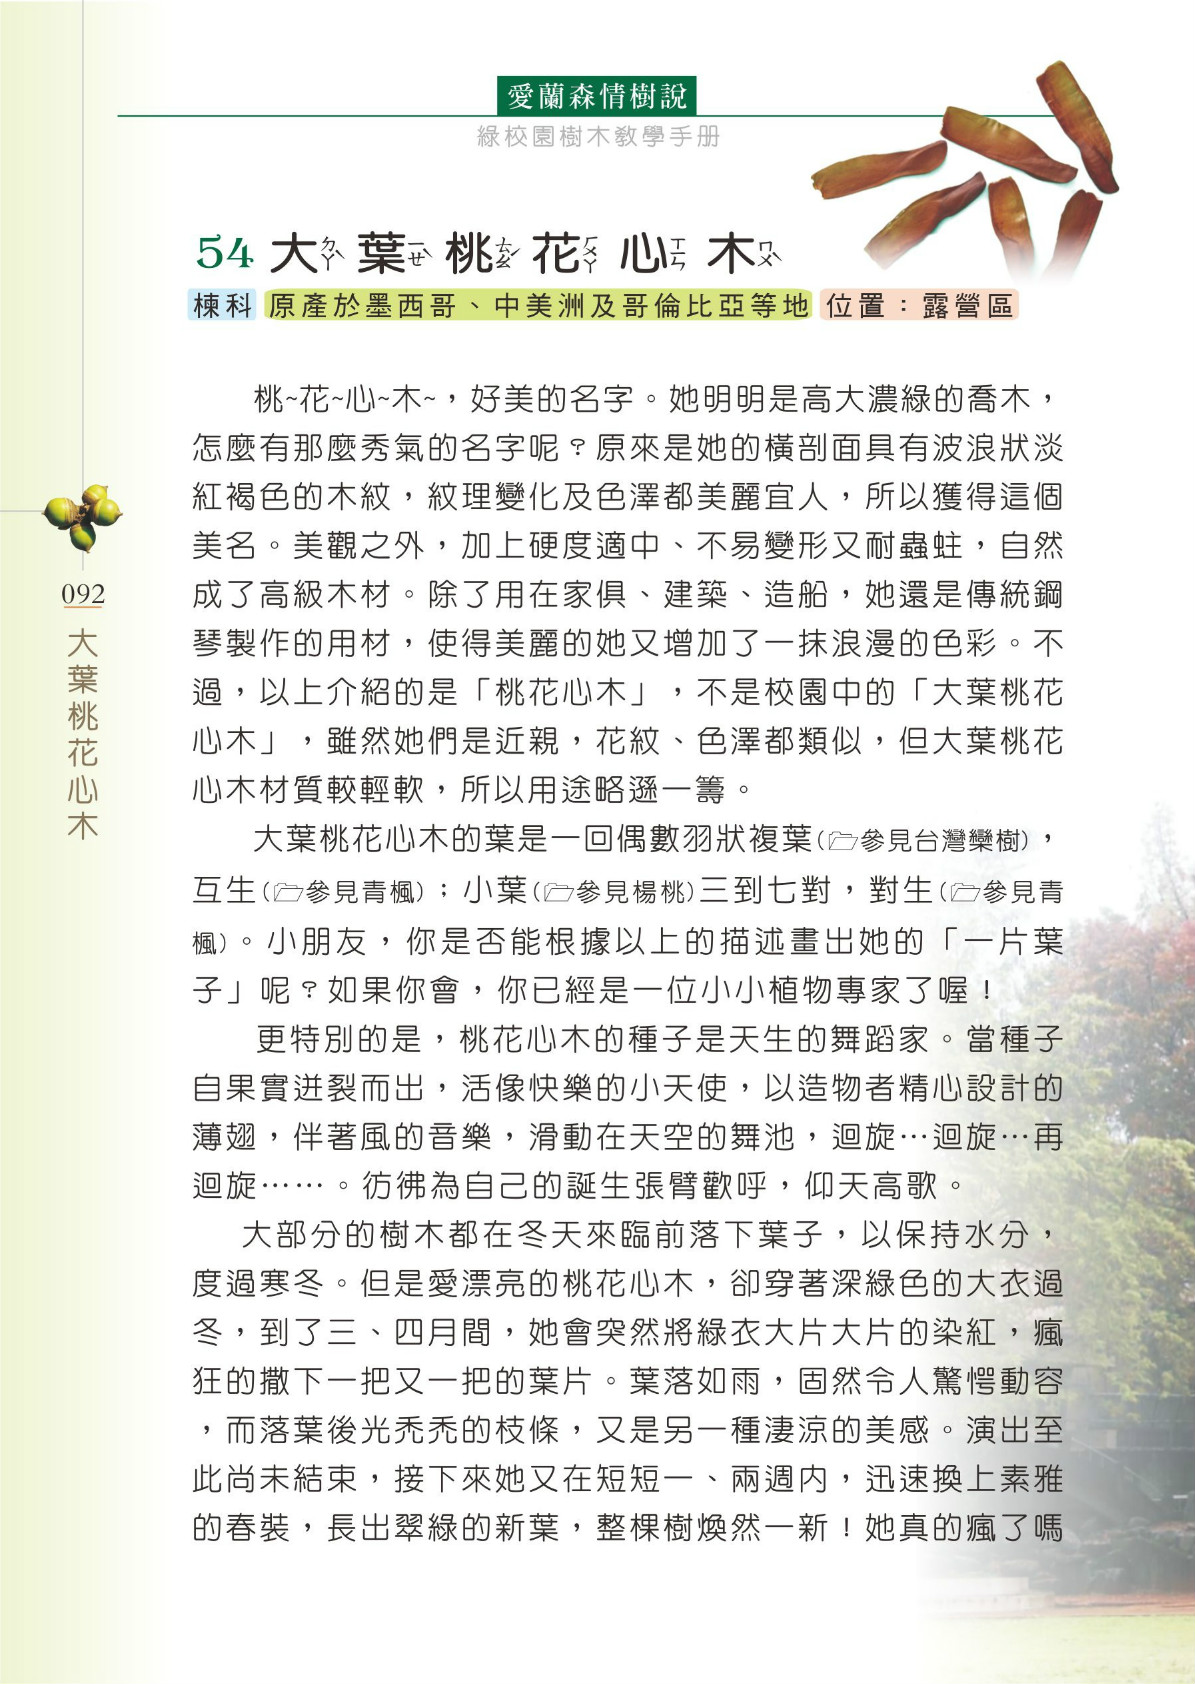 愛蘭森情樹說
綠校園樹木教學手册
54 大葉桃花心木
ㄉㄚˋ ㄧㄝˋ ㄊㄠˊ ㄏㄨㄚ ㄒㄧㄣ ㄇㄨˋ
楝科 原產於墨西哥、中美洲及哥倫比亞等地 位置：露營區
桃~花~心~木~，好美的名字。她明明是高大濃綠的喬木，
怎麼有那麼秀氣的名字呢？原來是她的橫剖面具有波浪狀淡
紅褐色的木紋，紋理變化及色澤都美麗宜人，所以獲得這個
美名。美觀之外，加上硬度適中、不易變形又耐蟲蛀，自然
成了高級木材。除了用在家俱、建築、造船，她還是傳統鋼
琴製作的用材，使得美麗的她又增加了一抹浪漫的色彩。不
過，以上介紹的是「桃花心木」，不是校園中的「大葉桃花
心木」，雖然她們是近親，花紋、色澤都類似，但大葉桃花
心木材質較輕軟，所以用途略遜一籌。
大葉桃花心木的葉是一回偶數羽狀複葉(參見台灣欒樹)，
互生(參見青楓)；小葉(參見楊桃)三到七對，對生(參見青
楓)。小朋友，你是否能根據以上的描述畫出她的「一片葉
子」呢？如果你會，你已經是一位小小植物專家了喔！
更特別的是，桃花心木的種子是天生的舞蹈家。當種子
自果實迸裂而出，活像快樂的小天使，以造物者精心設計的
薄翅，伴著風的音樂，滑動在天空的舞池，迴旋…迴旋…再
迴旋……。彷彿為自己的誕生張臂歡呼，仰天高歌。
大部分的樹木都在冬天來臨前落下葉子，以保持水分，
度過寒冬。但是愛漂亮的桃花心木，卻穿著深綠色的大衣過
冬，到了三、四月間，她會突然將綠衣大片大片的染紅，瘋
狂的撒下一把又一把的葉片。葉落如雨，固然令人驚愕動容
，而落葉後光禿禿的枝條，又是另一種淒涼的美感。演出至
此尚未結束，接下來她又在短短一、兩週內，迅速換上素雅
的春裝，長出翠綠的新葉，整棵樹煥然一新！她真的瘋了嗎
092
大葉桃花心木